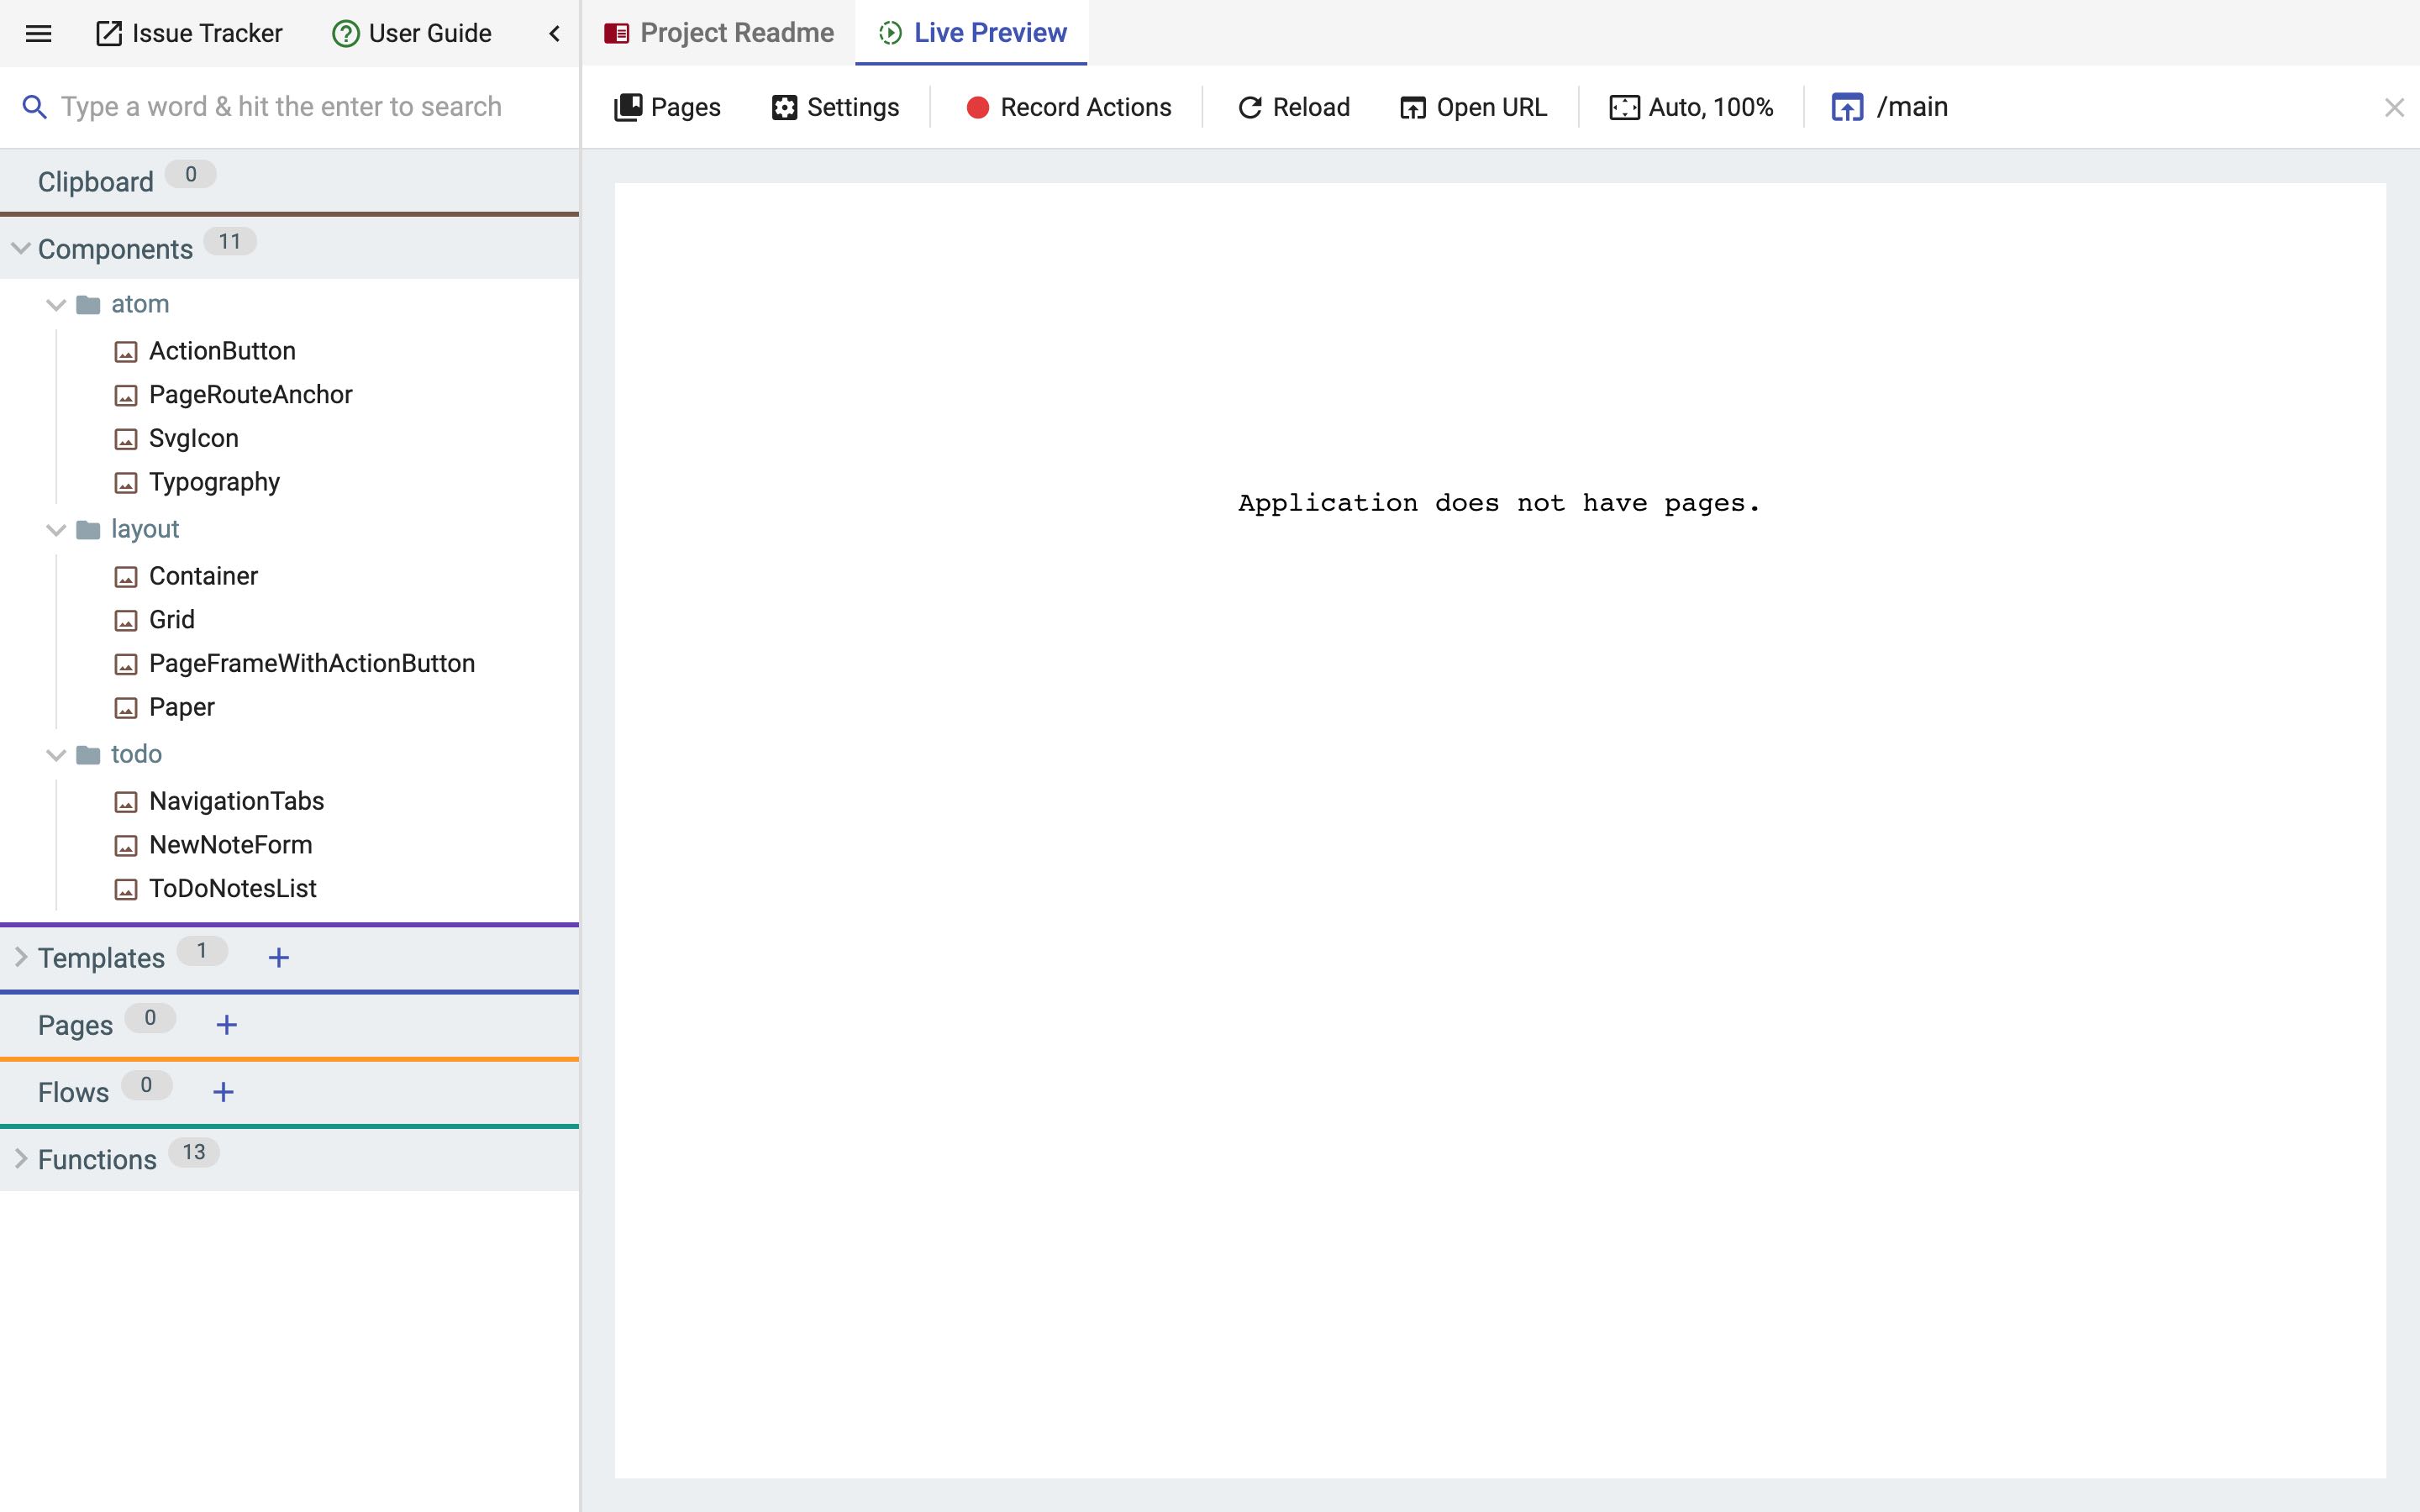 Issue Tracker
User Guide
Project Readme
Live Preview
Type a word & hit the enter to search
Pages
Settings
Record Actions
Reload
Open URL
Auto, 100%
/main
Clipboard 0
Components 11
atom
ActionButton
PageRouteAnchor
SvgIcon
Typography
layout
Container
Grid
PageFrameWithActionButton
Paper
todo
NavigationTabs
NewNoteForm
ToDoNotesList
Templates 1 +
Pages 0 +
Flows 0 +
Functions 13
Application does not have pages.